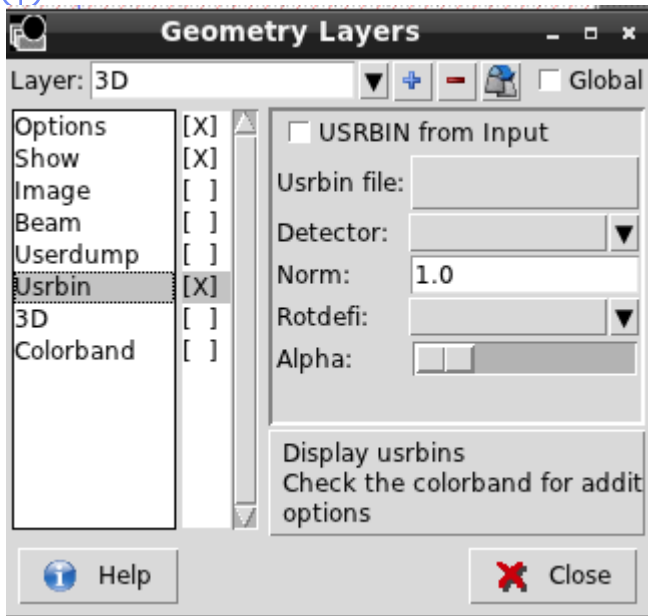 Geometry Layers
Layer: 3D
Global
Options [X]
Show [X]
Image [ ]
Beam [ ]
Userdump [ ]
Usrbin [X]
3D [ ]
Colorband [ ]
USRBIN from Input
Usrbin file:
Detector:
Norm: 1.0
Rotdefi:
Alpha:
Display usrbins
Check the colorband for addit
options
Help
Close